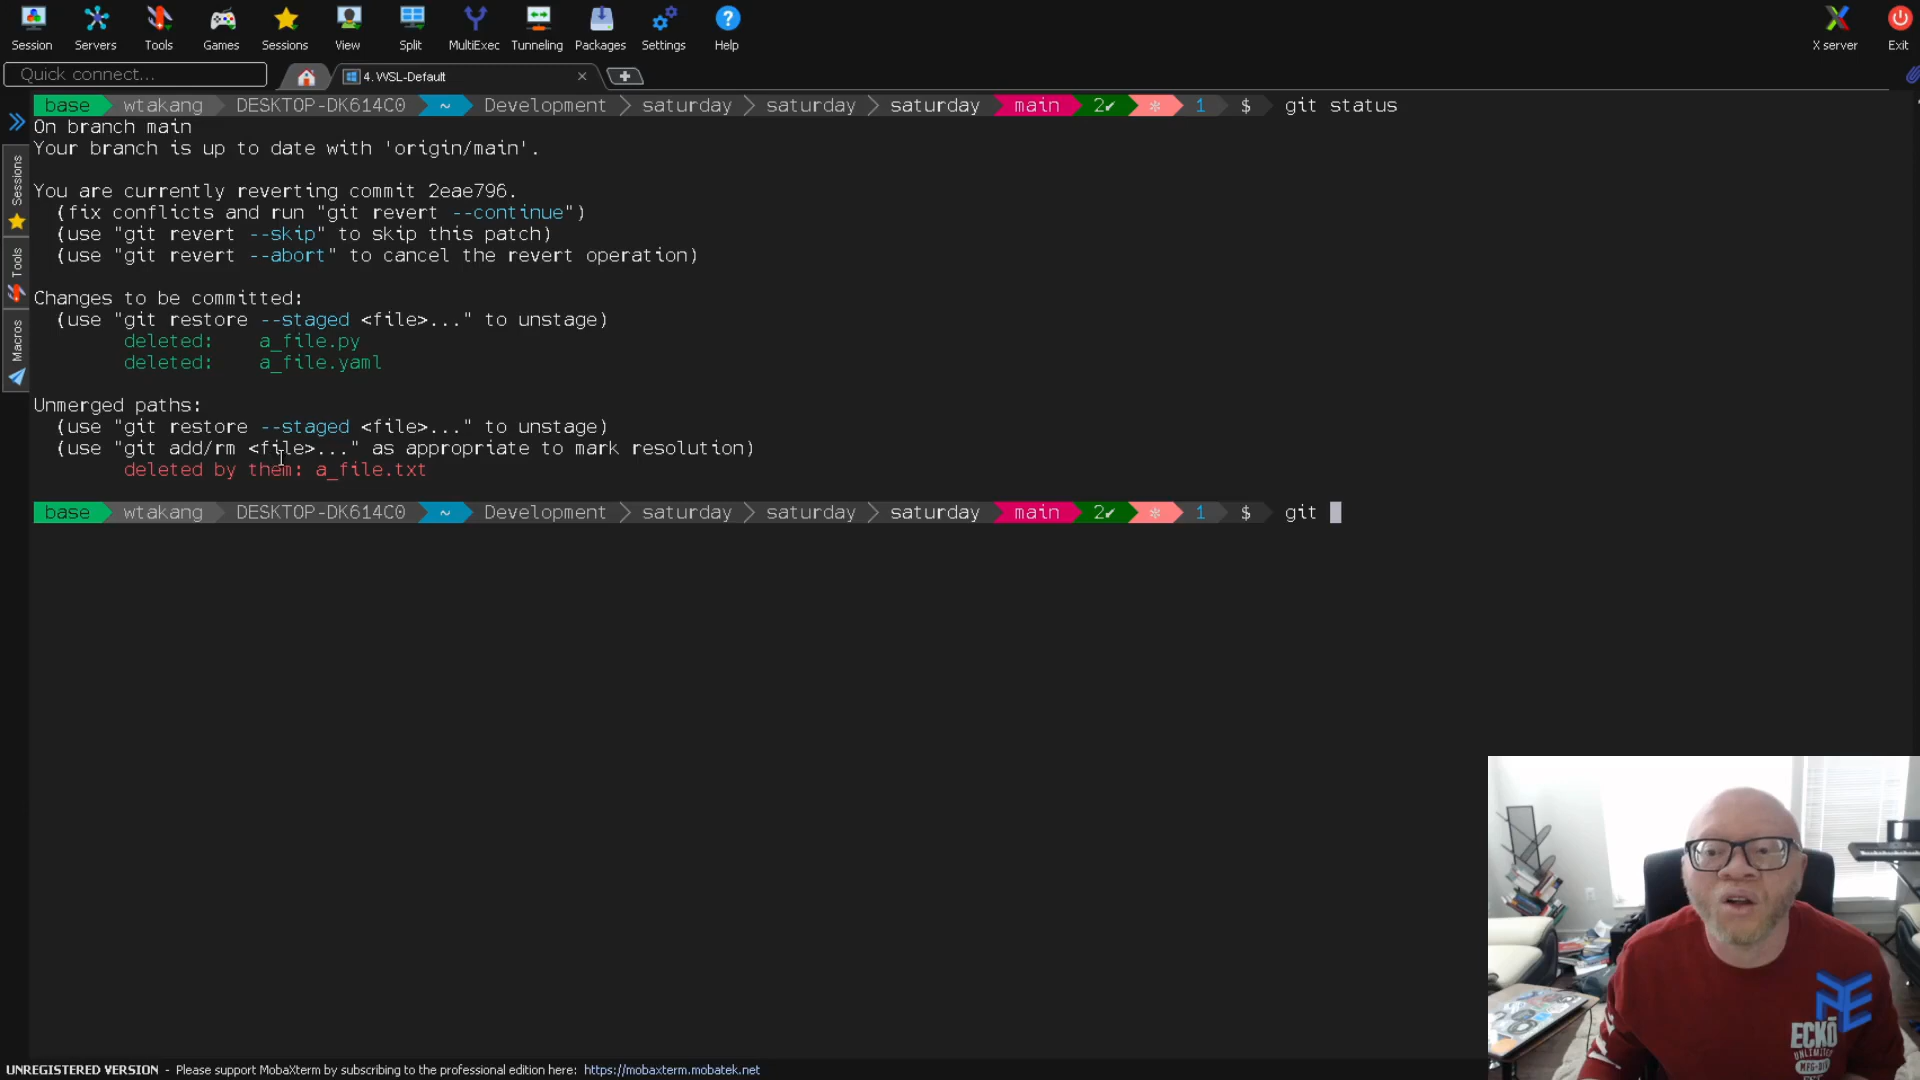 Session Servers Tools Games Sessions View Split MultiExec Tunneling Packages Settings Help X server Exit
Quick connect... 4. WSL-Default
base wtakang DESKTOP-DK614C0 ~ Development saturday saturday saturday main 2✔ * 1 $ git status
On branch main
Your branch is up to date with 'origin/main'.
You are currently reverting commit 2eae796.
(fix conflicts and run "git revert --continue")
(use "git revert --skip" to skip this patch)
(use "git revert --abort" to cancel the revert operation)
Changes to be committed:
(use "git restore --staged <file>..." to unstage)
deleted: a_file.py
deleted: a_file.yaml
Unmerged paths:
(use "git restore --staged <file>..." to unstage)
(use "git add/rm <file>..." as appropriate to mark resolution)
deleted by them: a_file.txt
base wtakang DESKTOP-DK614C0 ~ Development saturday saturday saturday main 2✔ * 1 $ git
Sessions
Tools
Macros
ECKŌ
UNLIMITED
UNREGISTERED VERSION - Please support MobaXterm by subscribing to the professional edition here: https://mobaxterm.mobatek.net